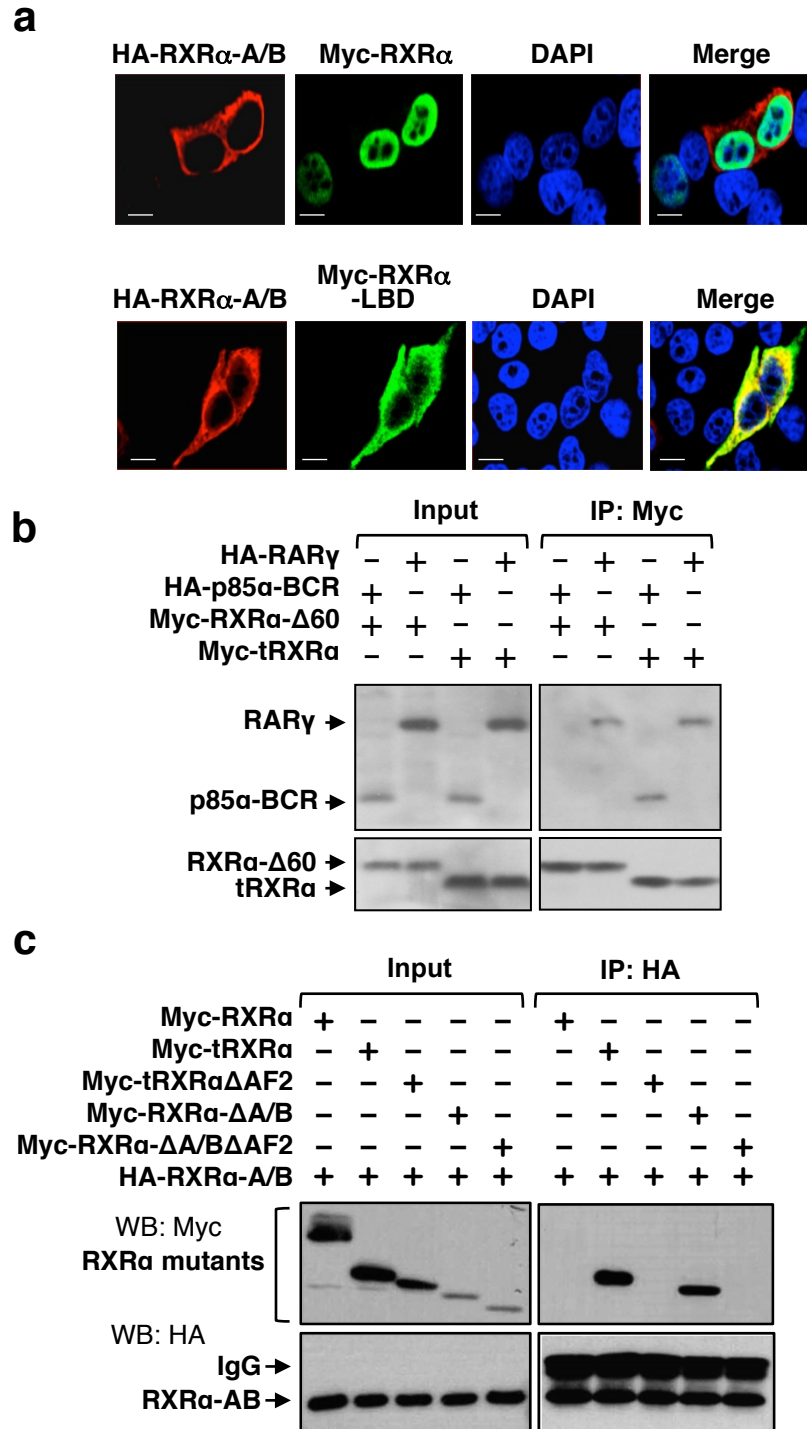 a
HA-RXRα-A/B Myc-RXRα DAPI Merge
HA-RXRα-A/B Myc-RXRα-LBD DAPI Merge
b
Input IP: Myc
HA-RARγ – + – + – + – +
HA-p85α-BCR + – + – + – + –
Myc-RXRα-Δ60 + + – – + + – –
Myc-tRXRα – – + + – – + +
RARγ
p85α-BCR
RXRα-Δ60
tRXRα
c
Input IP: HA
Myc-RXRα + – – – – + – – – –
Myc-tRXRα – + – – – – + – – –
Myc-tRXRαΔAF2 – – + – – – – + – –
Myc-RXRα-ΔA/B – – – + – – – – + –
Myc-RXRα-ΔA/BΔAF2 – – – – + – – – – +
HA-RXRα-A/B + + + + + + + + + +
WB: Myc
RXRα mutants
WB: HA
IgG
RXRα-AB